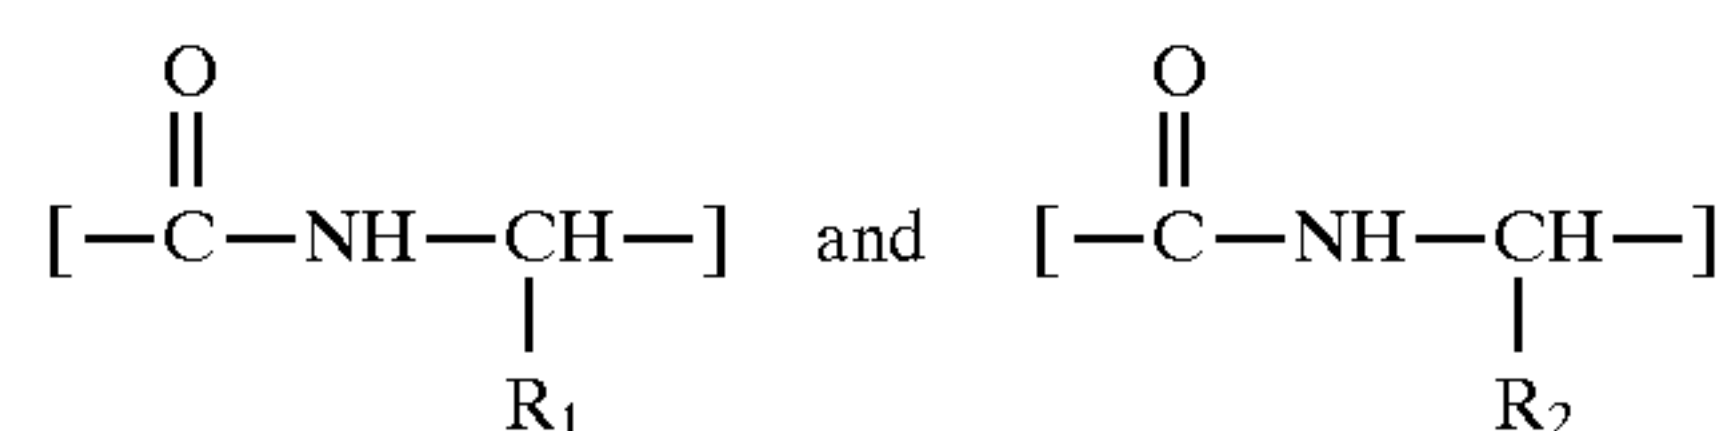 O O
[—C—NH—CH—] and [—C—NH—CH—]
R₁ R₂